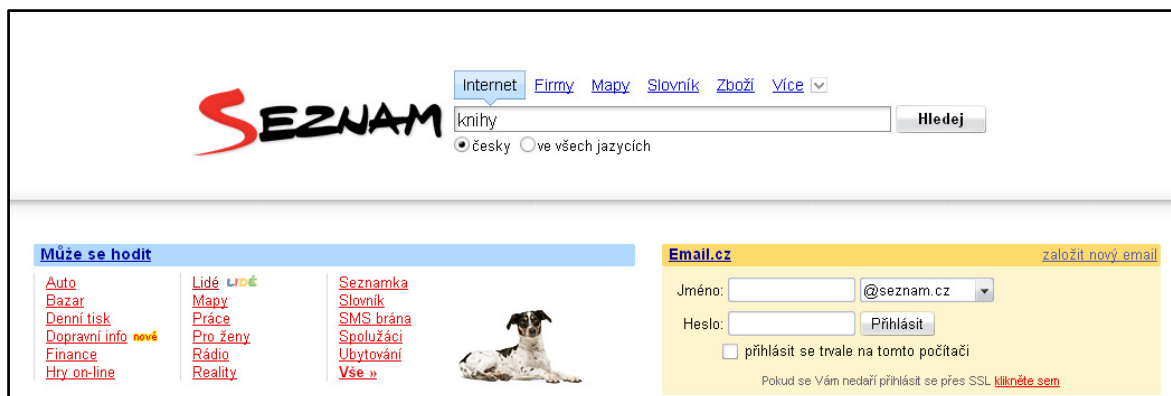 Internet Firmy Mapy Slovník Zboží Více
SEZNAM
knihy Hledej
česky ve všech jazycích
Může se hodit
Auto
Bazar
Denní tisk
Dopravní info nové
Finance
Hry on-line
Lidé LIDÉ
Mapy
Práce
Pro ženy
Rádio
Reality
Seznamka
Slovník
SMS brána
Spolužáci
Ubytování
Vše »
Email.cz založit nový email
Jméno: @seznam.cz
Heslo: Přihlásit
přihlásit se trvale na tomto počítači
Pokud se Vám nedaří přihlásit se přes SSL klikněte sem